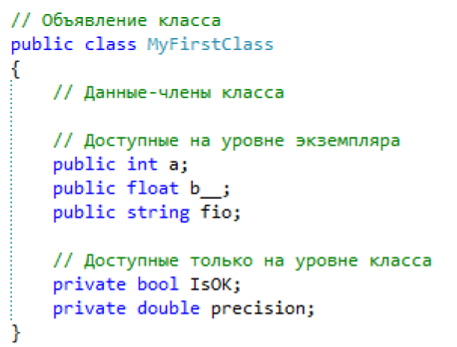 // Объявление класса
public class MyFirstClass
{
// Данные-члены класса
// Доступные на уровне экземпляра
public int a;
public float b__;
public string fio;
// Доступные только на уровне класса
private bool IsOK;
private double precision;
}